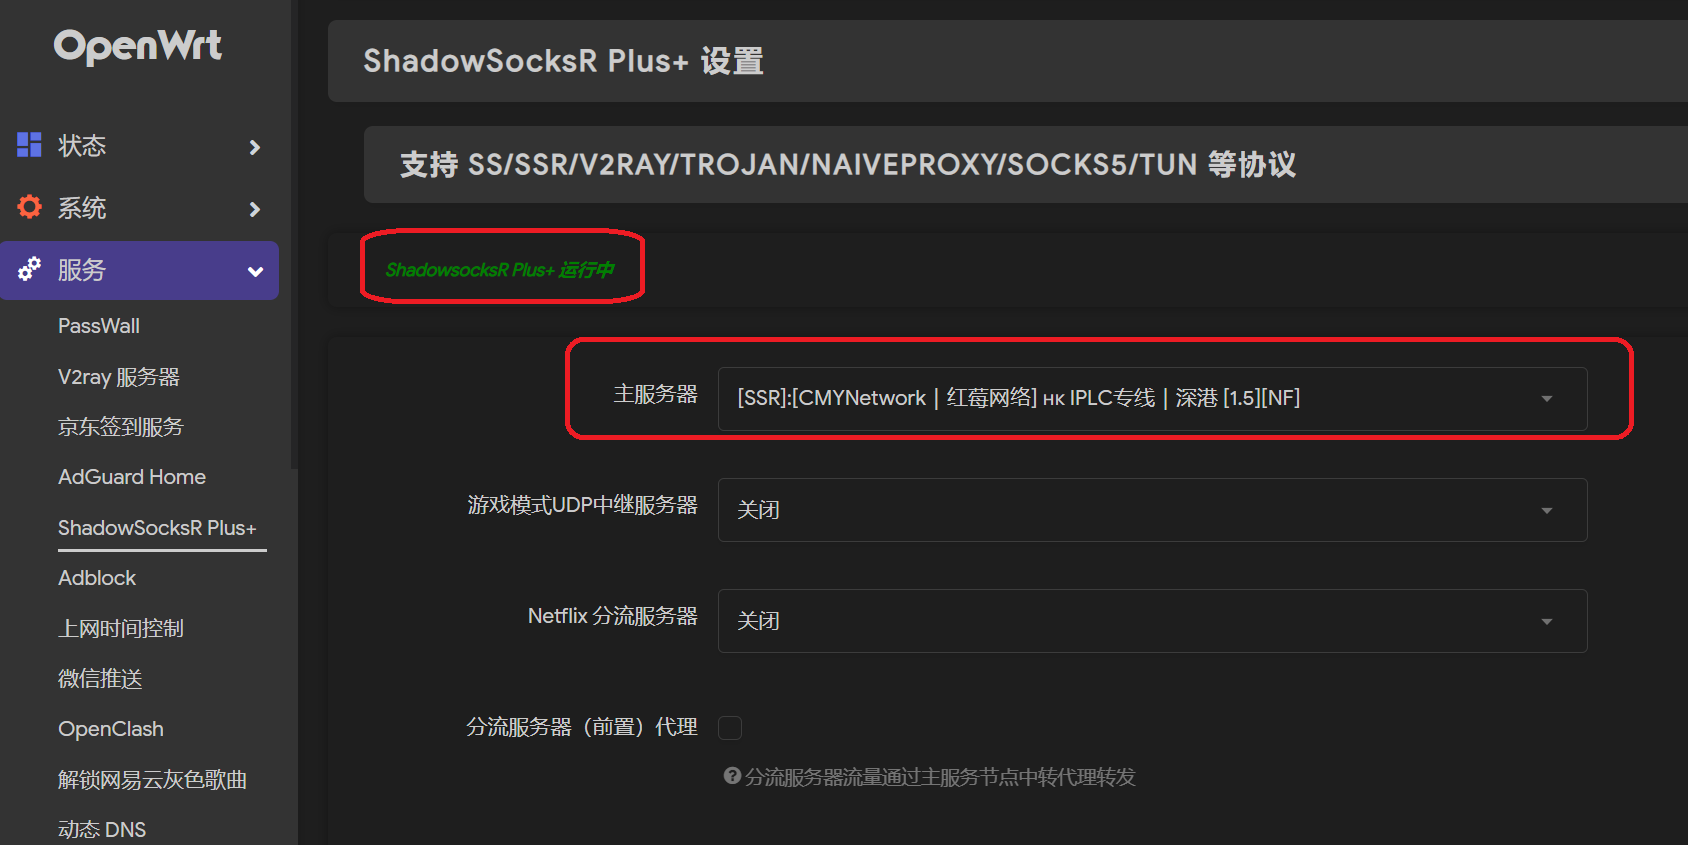 OpenWrt
状态
系统
服务
PassWall
V2ray 服务器
京东签到服务
AdGuard Home
ShadowSocksR Plus+
Adblock
上网时间控制
微信推送
OpenClash
解锁网易云灰色歌曲
动态 DNS
ShadowSocksR Plus+ 设置
支持 SS/SSR/V2RAY/TROJAN/NAIVEPROXY/SOCKS5/TUN 等协议
ShadowsocksR Plus+ 运行中
主服务器
[SSR]:[CMYNetwork｜红莓网络] HK IPLC专线｜深港 [1.5][NF]
游戏模式UDP中继服务器
关闭
Netflix 分流服务器
关闭
分流服务器（前置）代理
分流服务器流量通过主服务节点中转代理转发